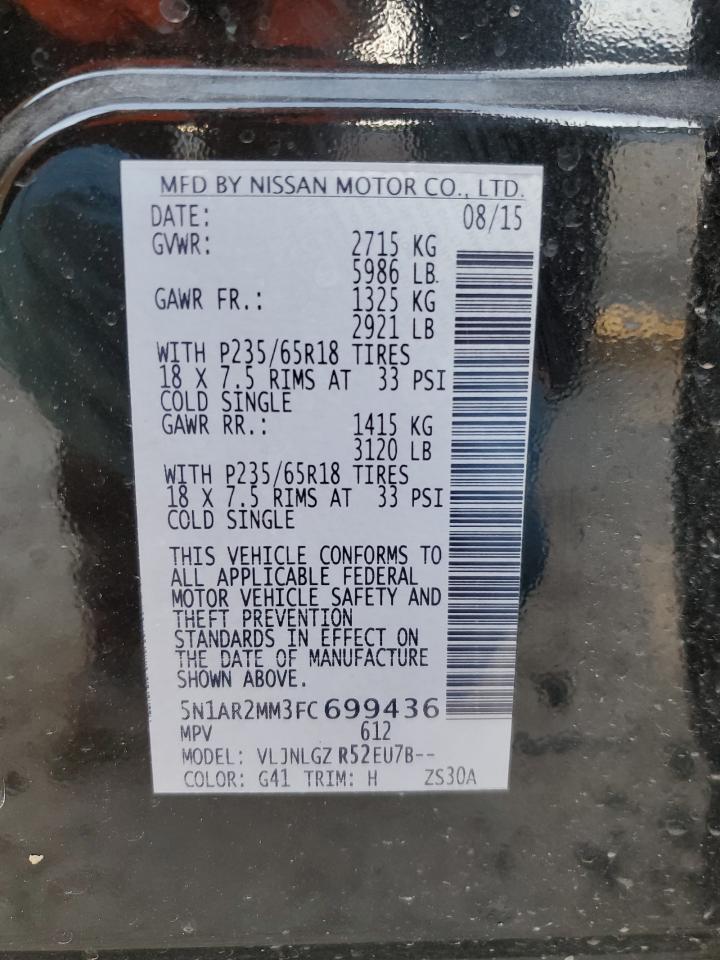 MFD BY NISSAN MOTOR CO., LTD.
DATE: 08/15
GVWR: 2715 KG
5986 LB
GAWR FR.: 1325 KG
2921 LB
WITH P235/65R18 TIRES
18 X 7.5 RIMS AT 33 PSI
COLD SINGLE
GAWR RR.: 1415 KG
3120 LB
WITH P235/65R18 TIRES
18 X 7.5 RIMS AT 33 PSI
COLD SINGLE
THIS VEHICLE CONFORMS TO
ALL APPLICABLE FEDERAL
MOTOR VEHICLE SAFETY AND
THEFT PREVENTION
STANDARDS IN EFFECT ON
THE DATE OF MANUFACTURE
SHOWN ABOVE.
5N1AR2MM3FC699436
MPV 612
MODEL: VLJNLGZ R52EU7B--
COLOR: G41 TRIM: H ZS30A